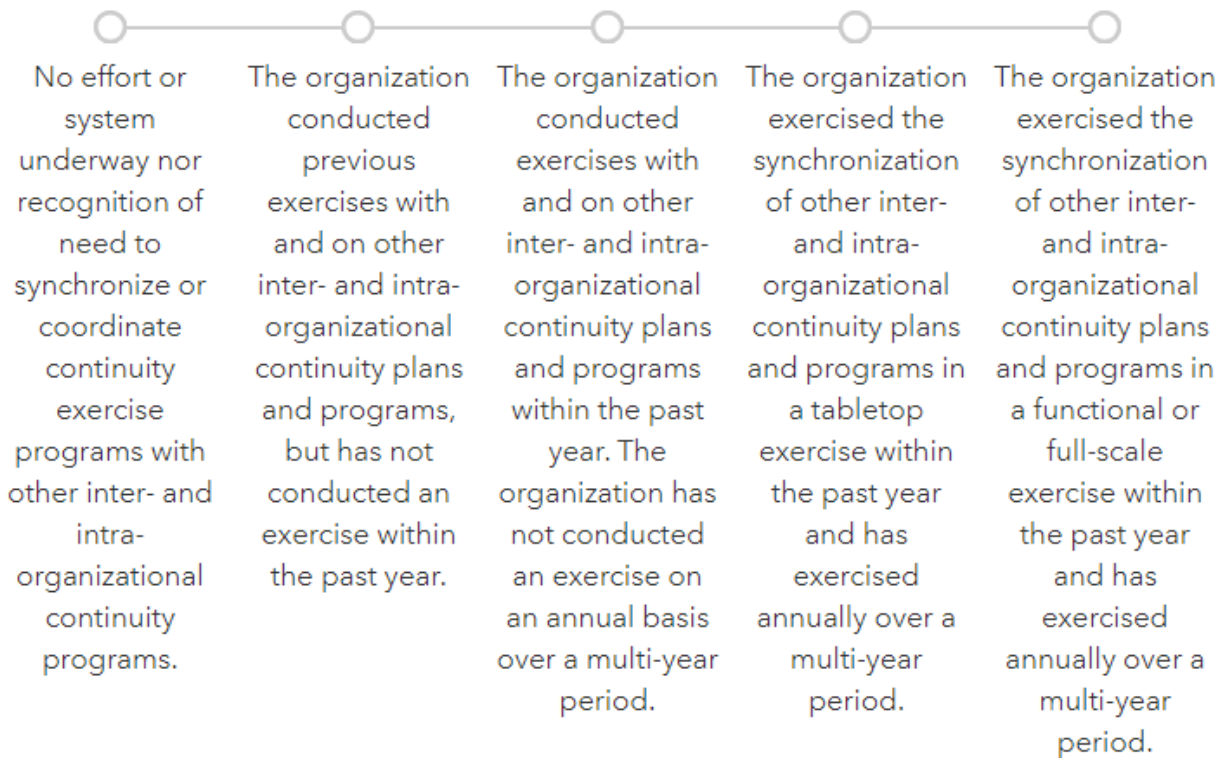 No effort or
system
underway nor
recognition of
need to
synchronize or
coordinate
continuity
exercise
programs with
other inter- and
intra-
organizational
continuity
programs.
The organization
conducted
previous
exercises with
and on other
inter- and intra-
organizational
continuity plans
and programs,
but has not
conducted an
exercise within
the past year.
The organization
conducted
exercises with
and on other
inter- and intra-
organizational
continuity plans
and programs
within the past
year. The
organization has
not conducted
an exercise on
an annual basis
over a multi-year
period.
The organization
exercised the
synchronization
of other inter-
and intra-
organizational
continuity plans
and programs in
a tabletop
exercise within
the past year
and has
exercised
annually over a
multi-year
period.
The organization
exercised the
synchronization
of other inter-
and intra-
organizational
continuity plans
and programs in
a functional or
full-scale
exercise within
the past year
and has
exercised
annually over a
multi-year
period.